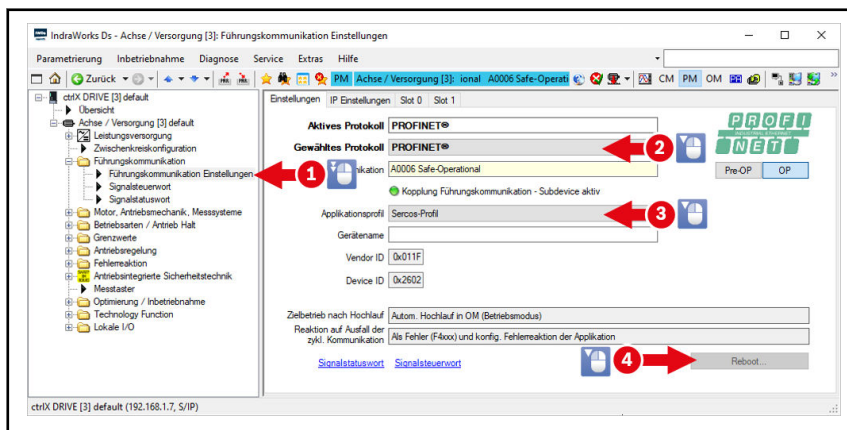 IndraWorks Ds - Achse / Versorgung [3]: Führungskommunikation Einstellungen
Parametrierung Inbetriebnahme Diagnose Service Extras Hilfe
Zurück PM Achse / Versorgung [3]: ional A0006 Safe-Operati CM PM OM
ctrlX DRIVE [3] default
Übersicht
Achse / Versorgung [3] default
Leistungsversorgung
Zwischenkreiskonfiguration
Führungskommunikation
Führungskommunikation Einstellungen
Signalsteuerwort
Signalstatuswort
Motor, Antriebsmechanik, Messsysteme
Betriebsarten / Antrieb Halt
Grenzwerte
Antriebsregelung
Fehlerreaktion
Antriebsintegrierte Sicherheitstechnik
Messtaster
Optimierung / Inbetriebnahme
Technology Function
Lokale I/O
Einstellungen IP Einstellungen Slot 0 Slot 1
Aktives Protokoll PROFINET®
Gewähltes Protokoll PROFINET®
2
PROFI
INDUSTRIAL ETHERNET
NET
1
ikation A0006 Safe-Operational
Pre-OP OP
Kopplung Führungskommunikation - Subdevice aktiv
Applikationsprofil Sercos-Profil
3
Gerätename
Vendor ID 0x011F
Device ID 0x2602
Zielbetrieb nach Hochlauf Autom. Hochlauf in OM (Betriebsmodus)
Reaktion auf Ausfall der
zykl. Kommunikation Als Fehler (F4xxx) und konfig. Fehlerreaktion der Applikation
Signalstatuswort Signalsteuerwort
4
Reboot...
ctrlX DRIVE [3] default (192.168.1.7, S/IP)